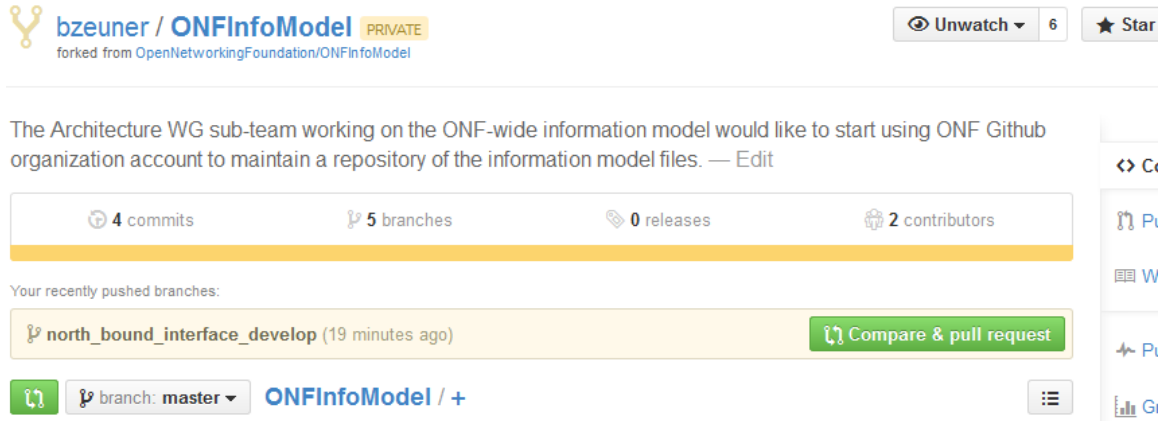 bzeuner / ONFInfoModel PRIVATE
forked from OpenNetworkingFoundation/ONFInfoModel
Unwatch 6 Star
The Architecture WG sub-team working on the ONF-wide information model would like to start using ONF Github
organization account to maintain a repository of the information model files. — Edit
4 commits 5 branches 0 releases 2 contributors
Your recently pushed branches:
north_bound_interface_develop (19 minutes ago) Compare & pull request
branch: master ONFInfoModel / +